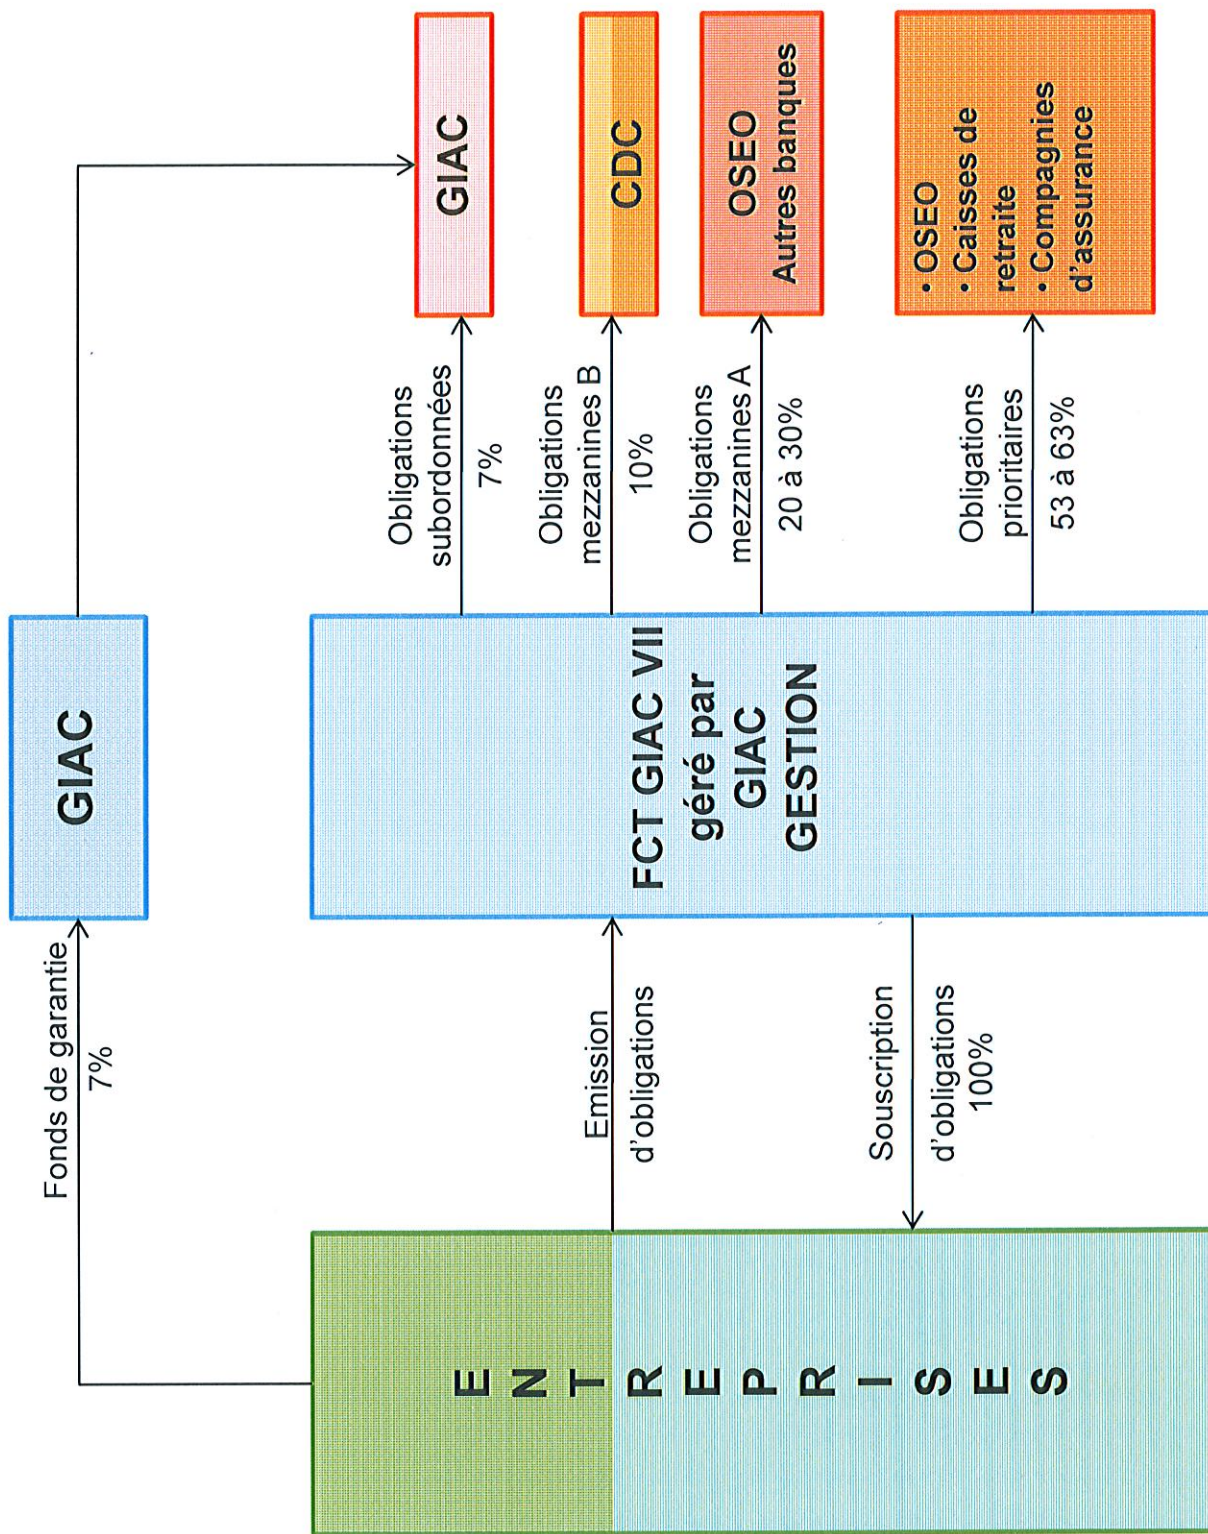 Fonds de garantie
7%
GIAC
ENTREPRISES
Emission
d'obligations
Souscription
d'obligations
100%
FCT GIAC VII
géré par
GIAC
GESTION
Obligations
subordonnées
7%
GIAC
Obligations
mezzanines B
10%
CDC
Obligations
mezzanines A
20 à 30%
OSEO
Autres banques
Obligations
prioritaires
53 à 63%
• OSEO
• Caisses de
retraite
• Compagnies
d'assurance